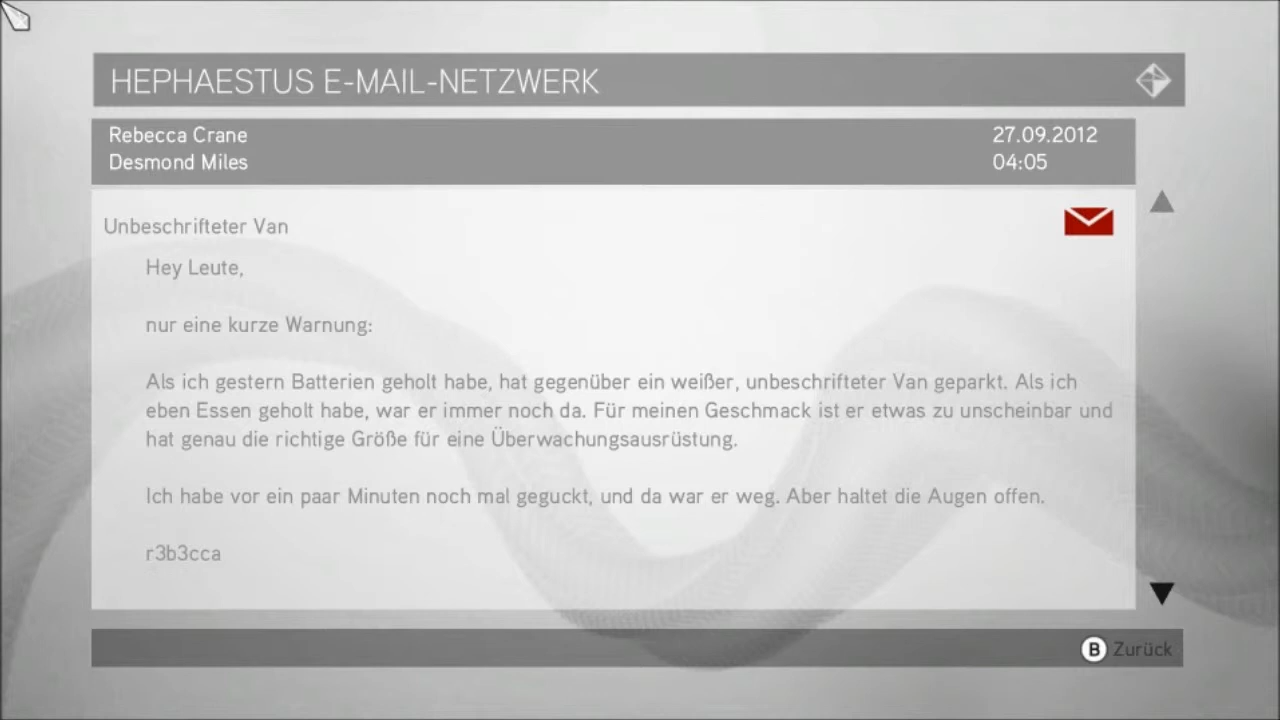 HEPHAESTUS E-MAIL-NETZWERK
Rebecca Crane
27.09.2012
Desmond Miles
04:05
Unbeschrifteter Van
Hey Leute,
nur eine kurze Warnung:
Als ich gestern Batterien geholt habe, hat gegenüber ein weißer, unbeschrifteter Van geparkt. Als ich
eben Essen geholt habe, war er immer noch da. Für meinen Geschmack ist er etwas zu unscheinbar und
hat genau die richtige Größe für eine Überwachungsausrüstung.
Ich habe vor ein paar Minuten noch mal geguckt, und da war er weg. Aber haltet die Augen offen.
r3b3cca
B Zurück